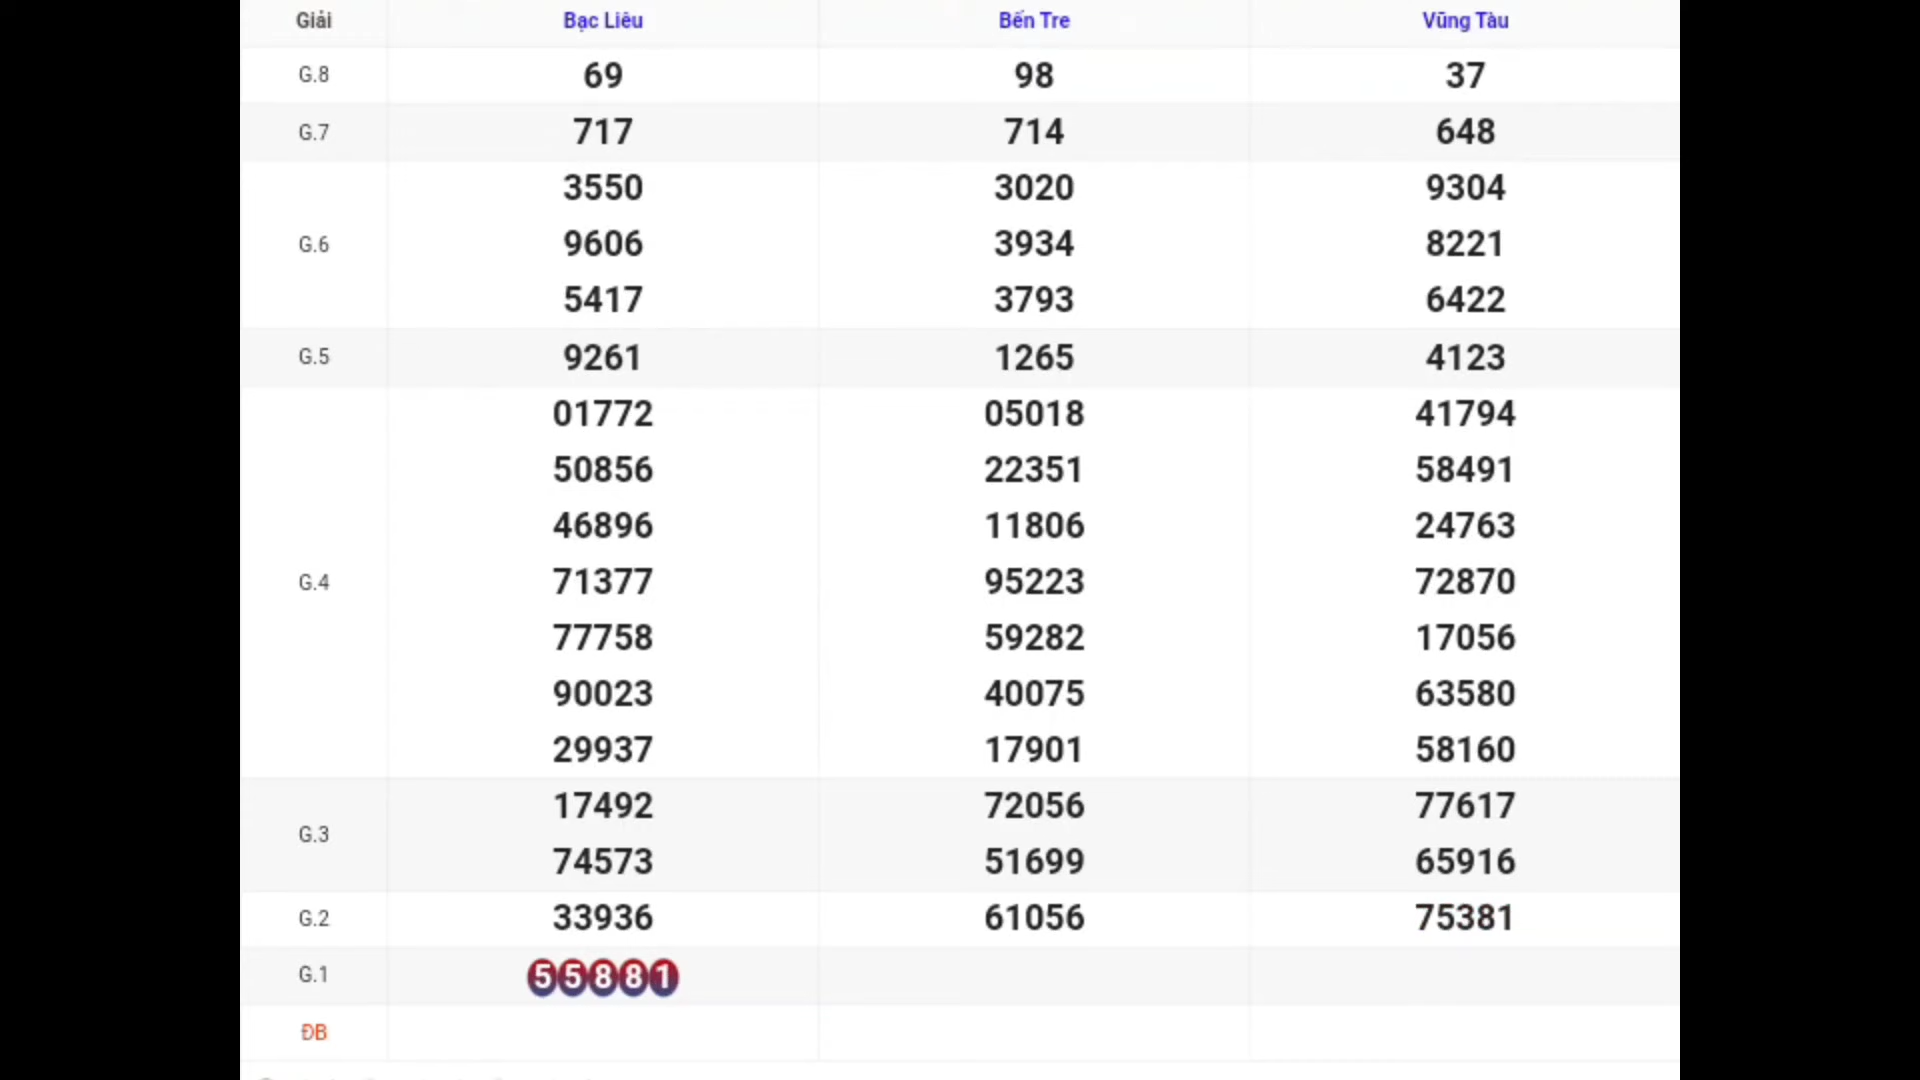 Giải Bạc Liêu Bến Tre Vũng Tàu
G.8 69 98 37
G.7 717 714 648
3550 3020 9304
G.6 9606 3934 8221
5417 3793 6422
G.5 9261 1265 4123
01772 05018 41794
50856 22351 58491
46896 11806 24763
G.4 71377 95223 72870
77758 59282 17056
90023 40075 63580
29937 17901 58160
17492 72056 77617
G.3
74573 51699 65916
G.2 33936 61056 75381
G.1 55881
ĐB